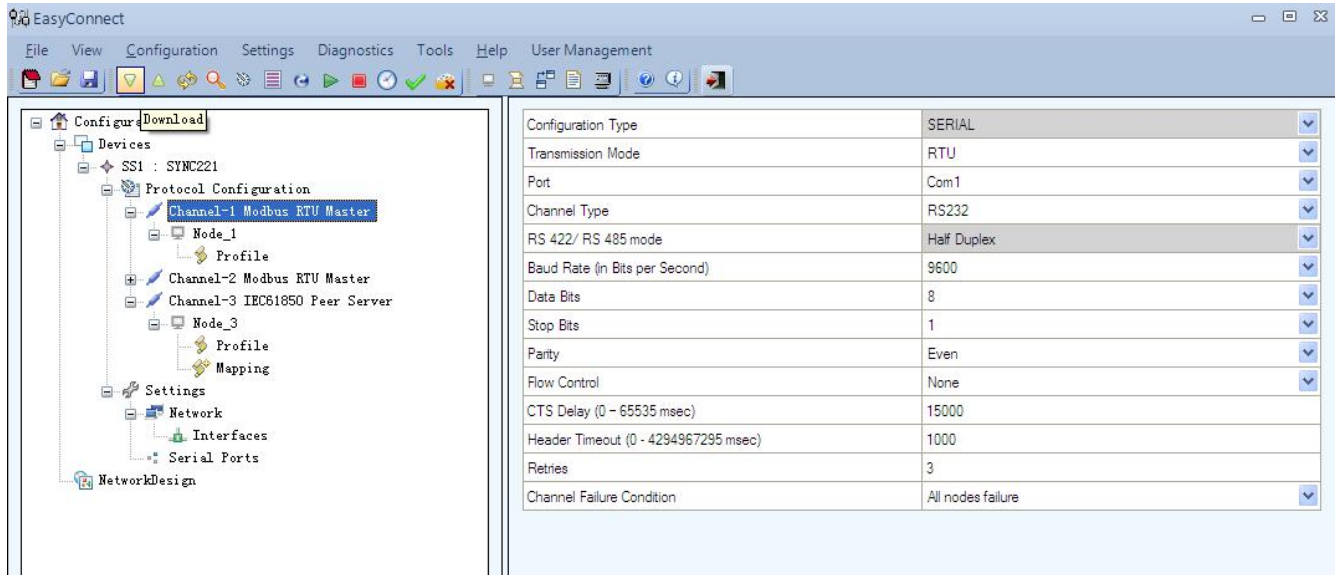 EasyConnect
File View Configuration Settings Diagnostics Tools Help User Management
Download
Configura
Devices
SS1 : SYNC221
Protocol Configuration
Channel-1 Modbus RTU Master
Node_1
Profile
Channel-2 Modbus RTU Master
Channel-3 IEC61850 Peer Server
Node_3
Profile
Mapping
Settings
Network
Interfaces
Serial Ports
NetworkDesign
Configuration Type SERIAL
Transmission Mode RTU
Port Com1
Channel Type RS232
RS 422/ RS 485 mode Half Duplex
Baud Rate (in Bits per Second) 9600
Data Bits 8
Stop Bits 1
Parity Even
Flow Control None
CTS Delay (0 – 65535 msec) 15000
Header Timeout (0 - 4294967295 msec) 1000
Retries 3
Channel Failure Condition All nodes failure